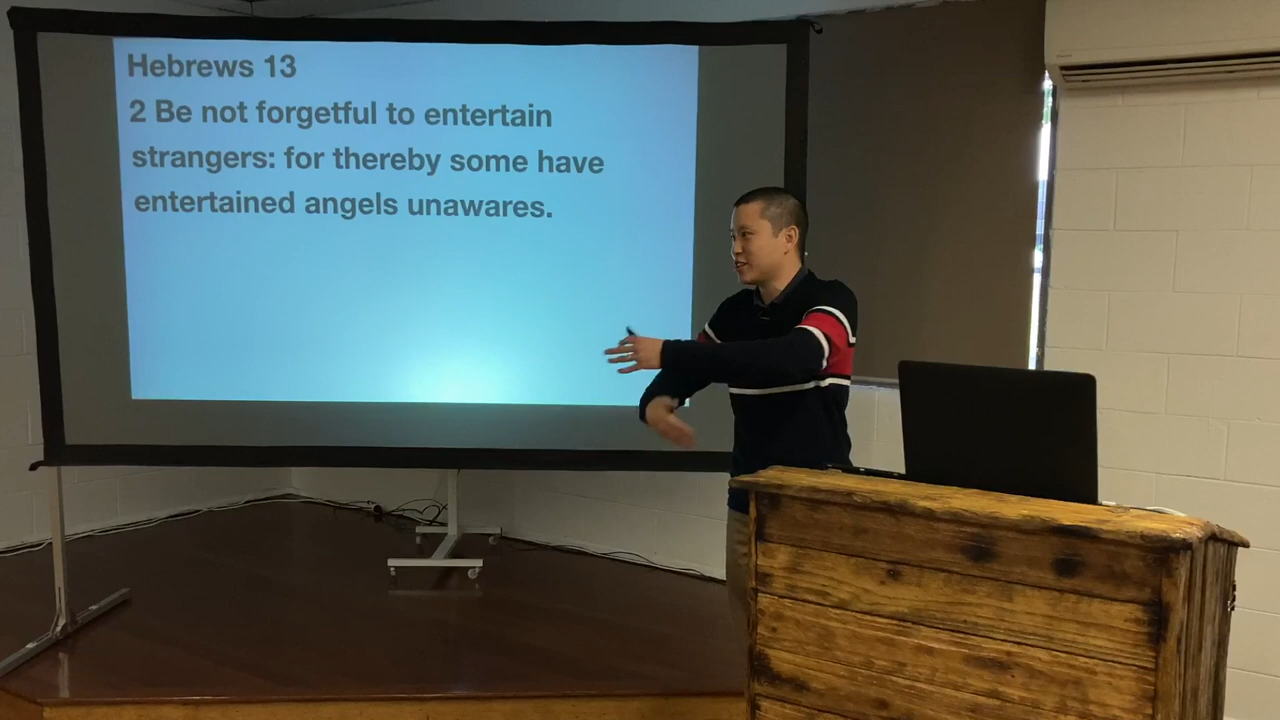 Hebrews 13
2 Be not forgetful to entertain
strangers: for thereby some have
entertained angels unawares.